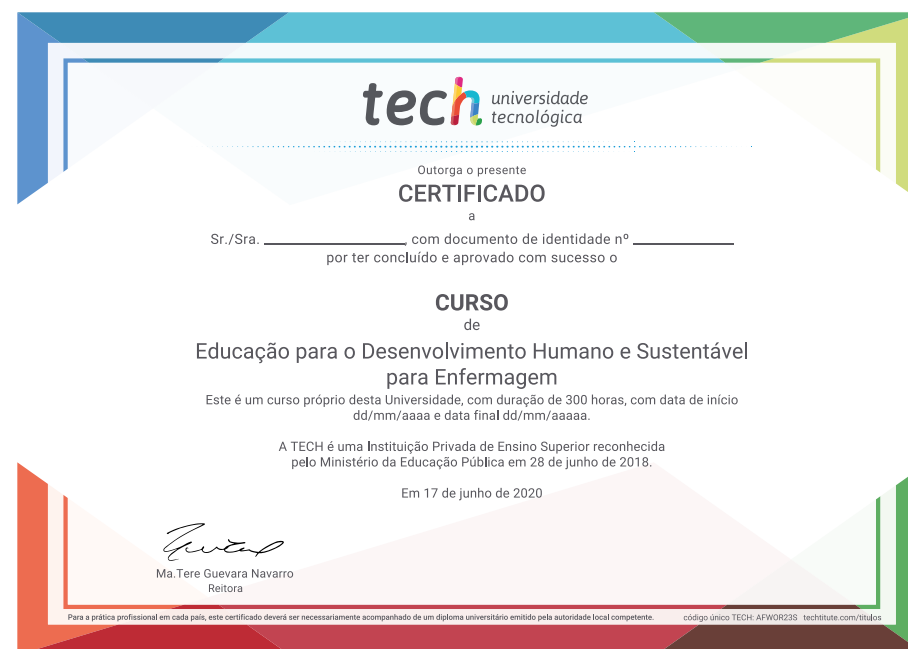 tech universidade
tecnológica
Outorga o presente
CERTIFICADO
a
Sr./Sra. ________________, com documento de identidade nº ____________
por ter concluído e aprovado com sucesso o
CURSO
de
Educação para o Desenvolvimento Humano e Sustentável
para Enfermagem
Este é um curso próprio desta Universidade, com duração de 300 horas, com data de início
dd/mm/aaaa e data final dd/mm/aaaaa.
A TECH é uma Instituição Privada de Ensino Superior reconhecida
pelo Ministério da Educação Pública em 28 de junho de 2018.
Em 17 de junho de 2020
Ma.Tere Guevara Navarro
Reitora
Para a prática profissional em cada país, este certificado deverá ser necessariamente acompanhado de um diploma universitário emitido pela autoridade local competente. código único TECH: AFWOR23S techtitute.com/titulos